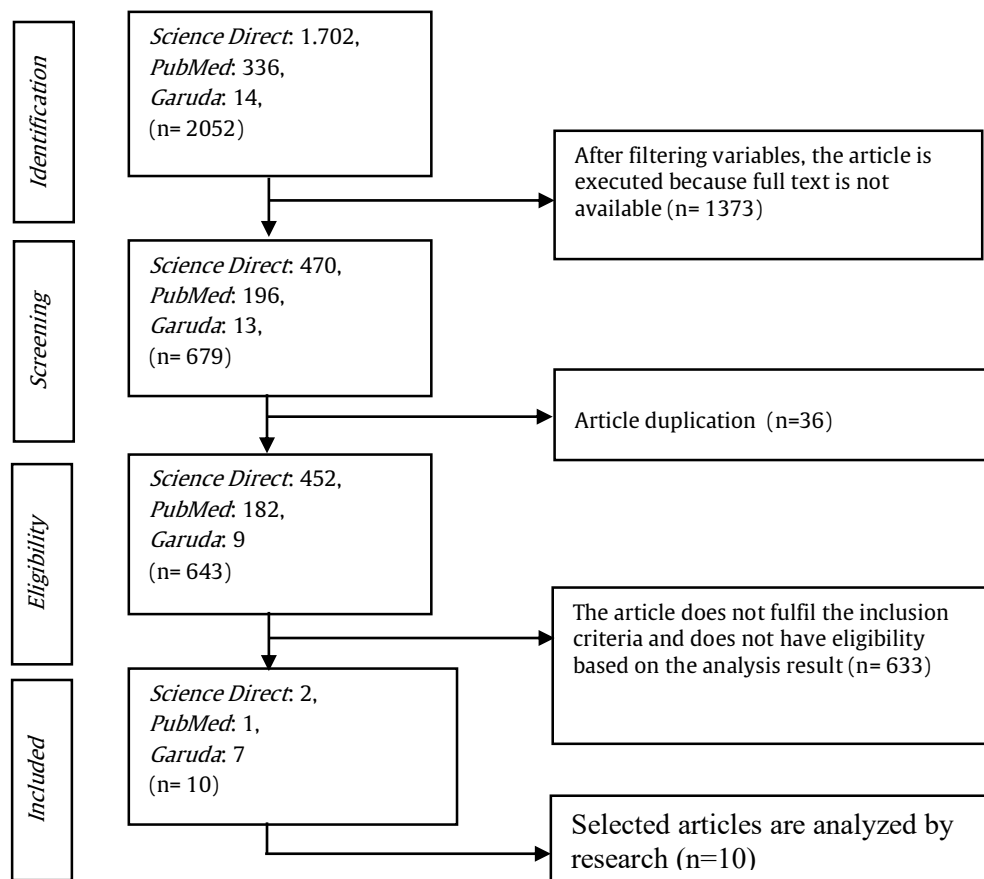 Identification
Science Direct: 1.702,
PubMed: 336,
Garuda: 14,
(n= 2052)
After filtering variables, the article is
executed because full text is not
available (n= 1373)
Screening
Science Direct: 470,
PubMed: 196,
Garuda: 13,
(n= 679)
Article duplication (n=36)
Eligibility
Science Direct: 452,
PubMed: 182,
Garuda: 9
(n= 643)
The article does not fulfil the inclusion
criteria and does not have eligibility
based on the analysis result (n= 633)
Included
Science Direct: 2,
PubMed: 1,
Garuda: 7
(n= 10)
Selected articles are analyzed by
research (n=10)